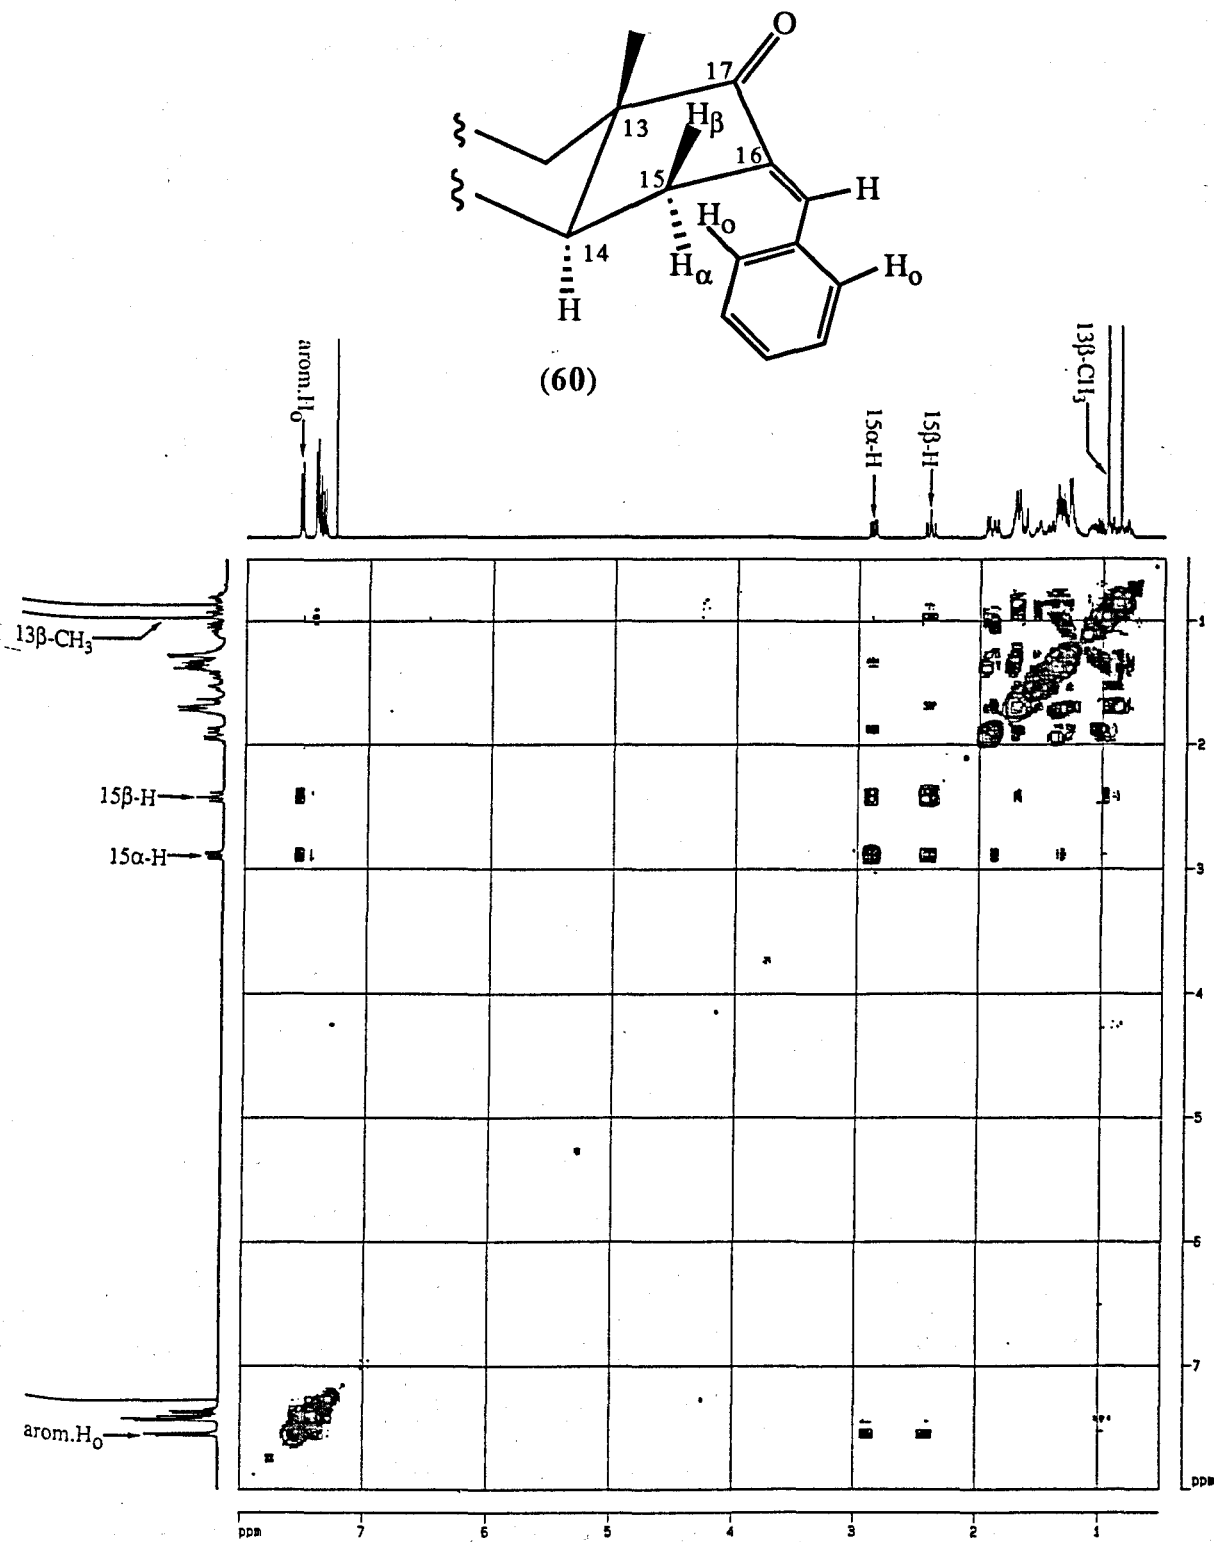 O
17
Hβ
13
16
15
H
Ho
Hα
14
Ho
H
(60)
arom.Ho
15α-H
15β-H
13β-CH3
13β-CH3
15β-H
15α-H
arom.Ho
1
2
3
4
5
6
7
ppm
ppm 7 6 5 4 3 2 1